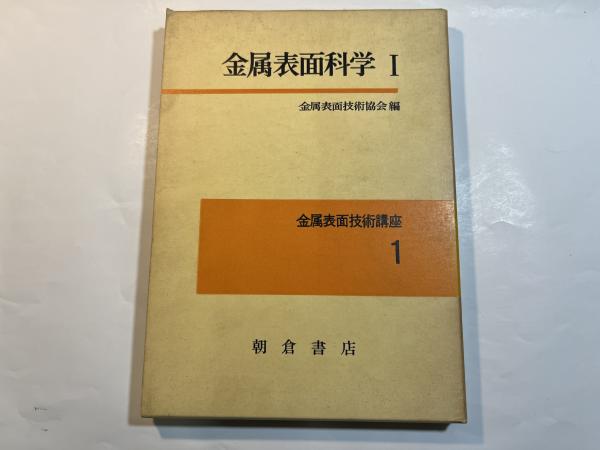 金属表面科学 I
金属表面技術協会編
金属表面技術講座
1
朝倉書店